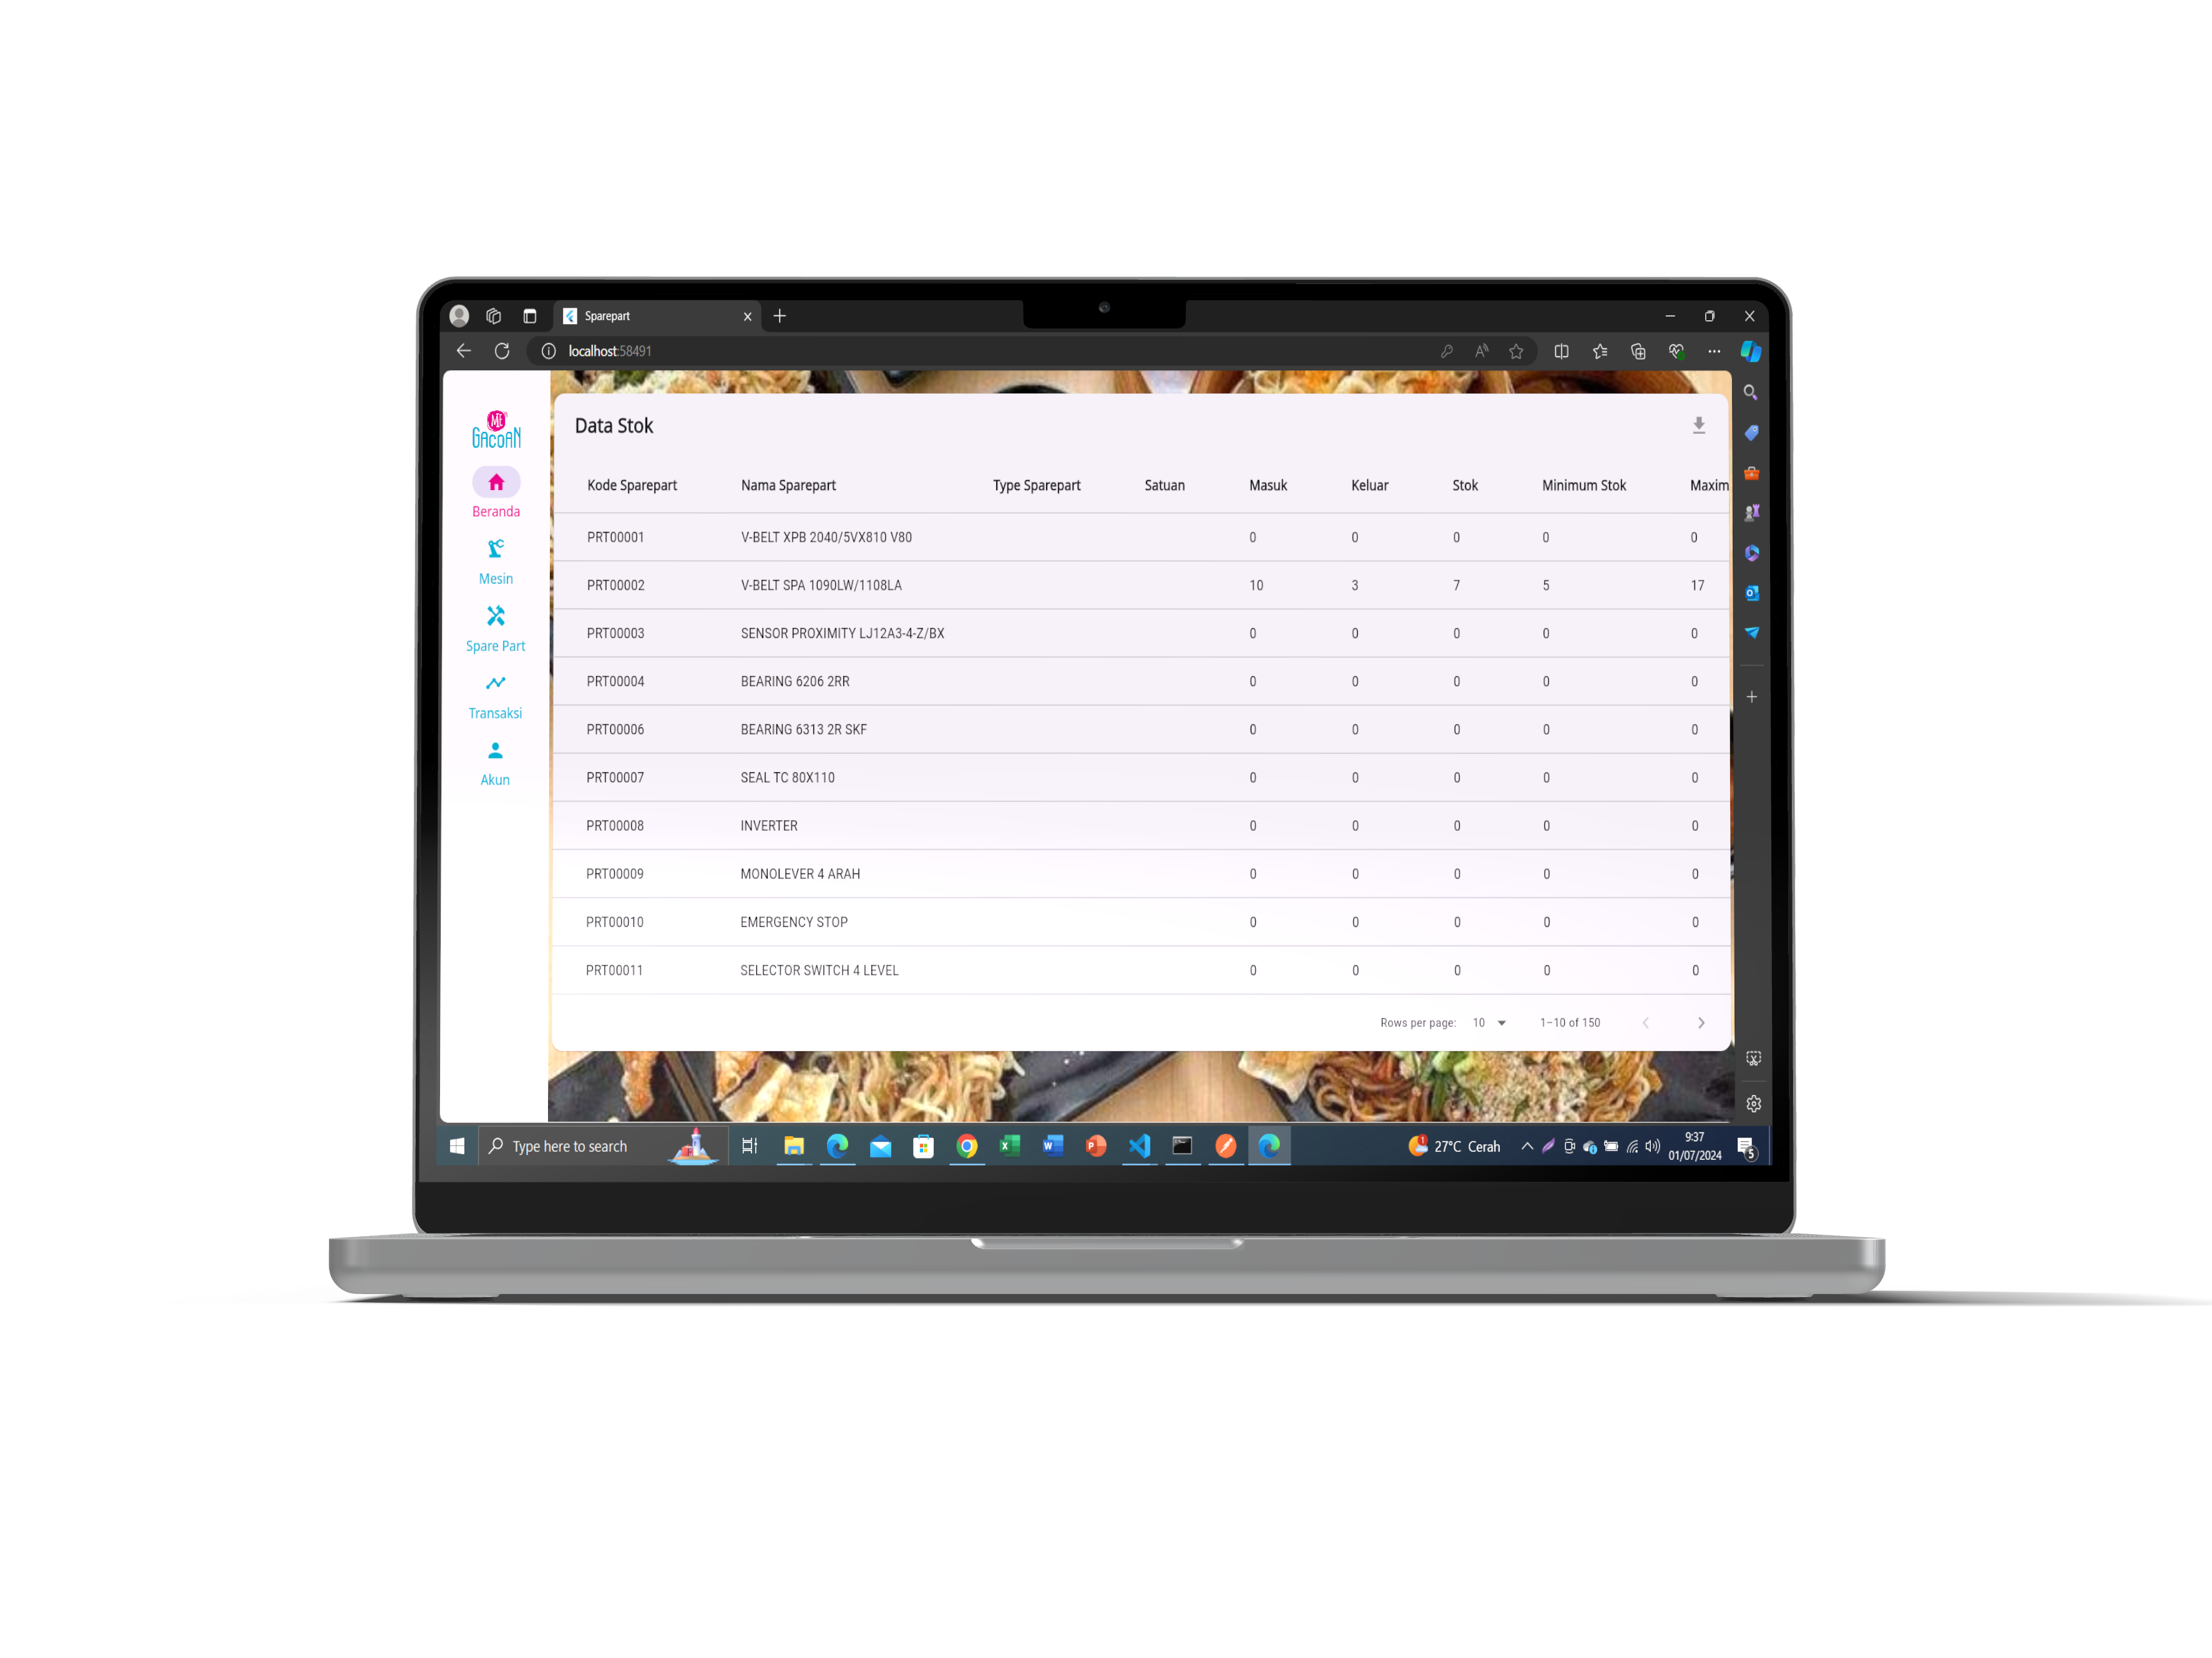 Sparepart
localhost:58491
MIE
GACOAN
Beranda
Mesin
Spare Part
Transaksi
Akun
Data Stok
Kode Sparepart Nama Sparepart Type Sparepart Satuan Masuk Keluar Stok Minimum Stok Maxim
PRT00001 V-BELT XPB 2040/5VX810 V80 0 0 0 0 0
PRT00002 V-BELT SPA 1090LW/1108LA 10 3 7 5 17
PRT00003 SENSOR PROXIMITY LJ12A3-4-Z/BX 0 0 0 0 0
PRT00004 BEARING 6206 2RR 0 0 0 0 0
PRT00006 BEARING 6313 2R SKF 0 0 0 0 0
PRT00007 SEAL TC 80X110 0 0 0 0 0
PRT00008 INVERTER 0 0 0 0 0
PRT00009 MONOLEVER 4 ARAH 0 0 0 0 0
PRT00010 EMERGENCY STOP 0 0 0 0 0
PRT00011 SELECTOR SWITCH 4 LEVEL 0 0 0 0 0
Rows per page: 10 1–10 of 150
Type here to search
27°C Cerah
9:37
01/07/2024
5